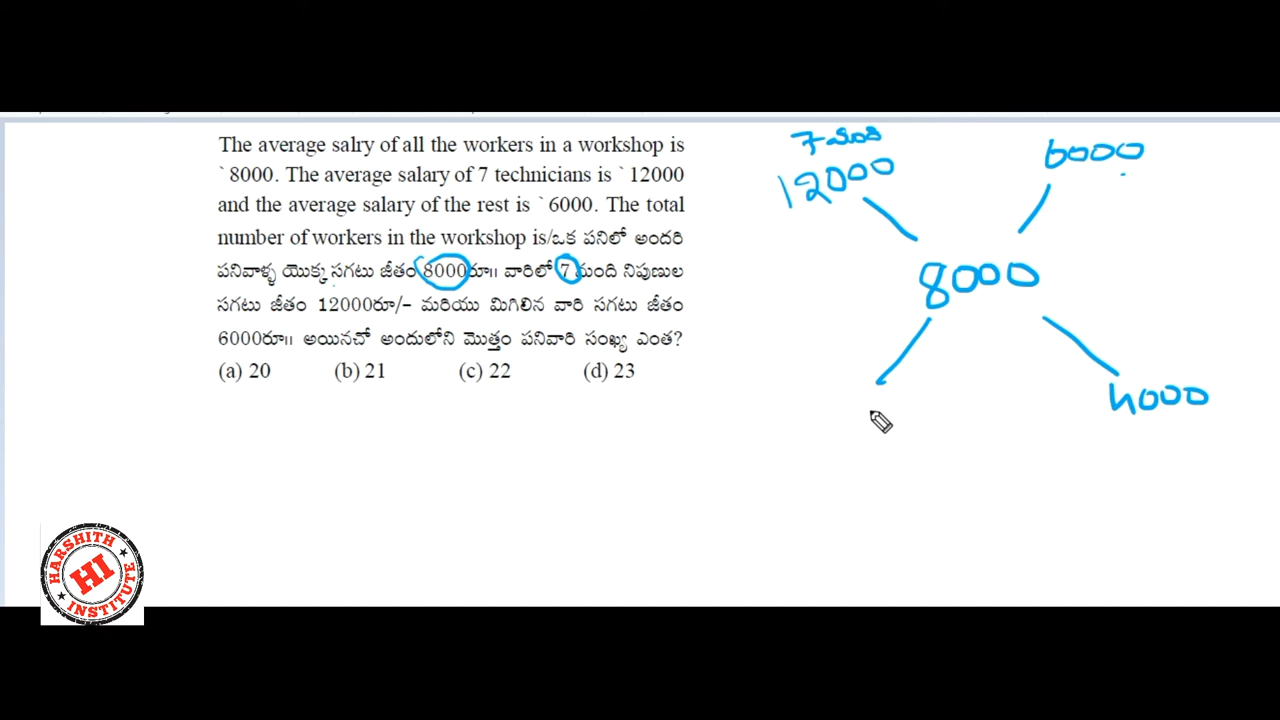 The average salry of all the workers in a workshop is
`8000. The average salary of 7 technicians is `12000
and the average salary of the rest is `6000. The total
number of workers in the workshop is/ఒక పనిలో అందరి
పనివాళ్ళ యొక్క సగటు జీతం 8000రూ॥ వారిలో 7 మంది నిపుణుల
సగటు జీతం 12000రూ/- మరియు మిగిలిన వారి సగటు జీతం
6000రూ॥ అయినచో అందులోని మొత్తం పనివారి సంఖ్య ఎంత?
(a) 20 (b) 21 (c) 22 (d) 23
7 మంది
12000 6000
8000
4000
HARSHITH
HI
INSTITUTE